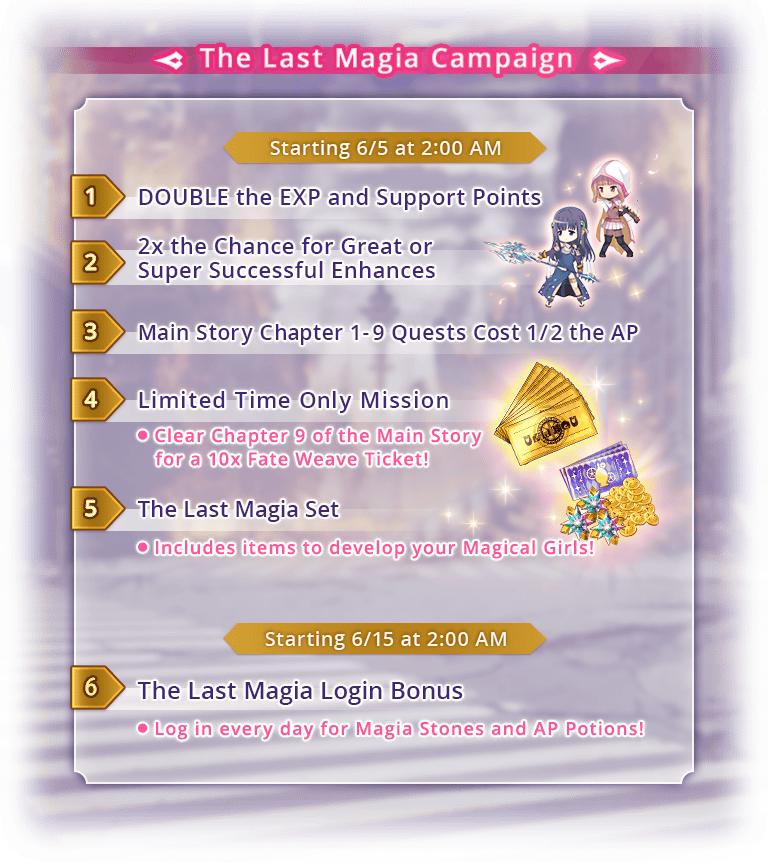 The Last Magia Campaign
Starting 6/5 at 2:00 AM
1
DOUBLE the EXP and Support Points
2
2x the Chance for Great or
Super Successful Enhances
3
Main Story Chapter 1-9 Quests Cost 1/2 the AP
4
Limited Time Only Mission
• Clear Chapter 9 of the Main Story
for a 10x Fate Weave Ticket!
5
The Last Magia Set
• Includes items to develop your Magical Girls!
Starting 6/15 at 2:00 AM
6
The Last Magia Login Bonus
• Log in every day for Magia Stones and AP Potions!